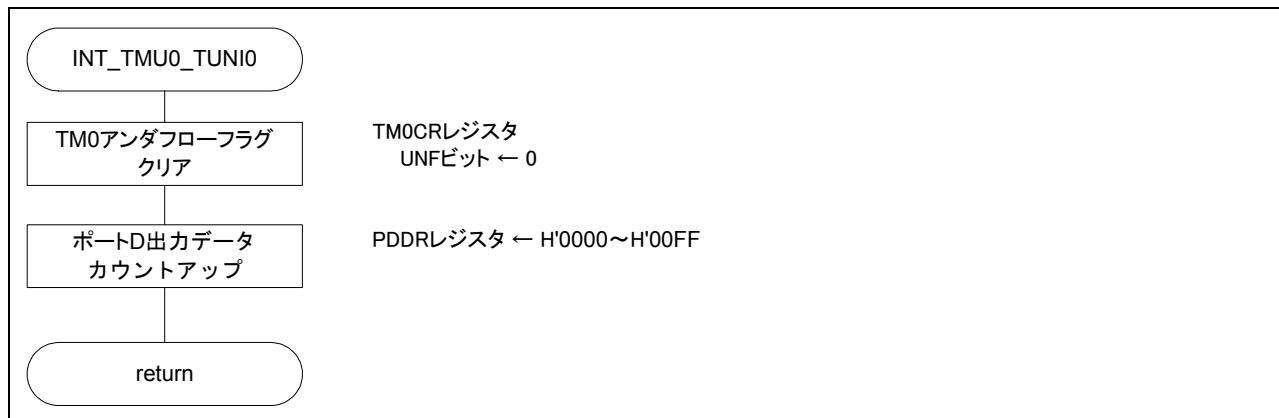 INT_TMU0_TUNI0
TM0アンダフローフラグ
クリア
TM0CRレジスタ
UNFビット ← 0
ポートD出力データ
カウントアップ
PDDRレジスタ ← H'0000～H'00FF
return